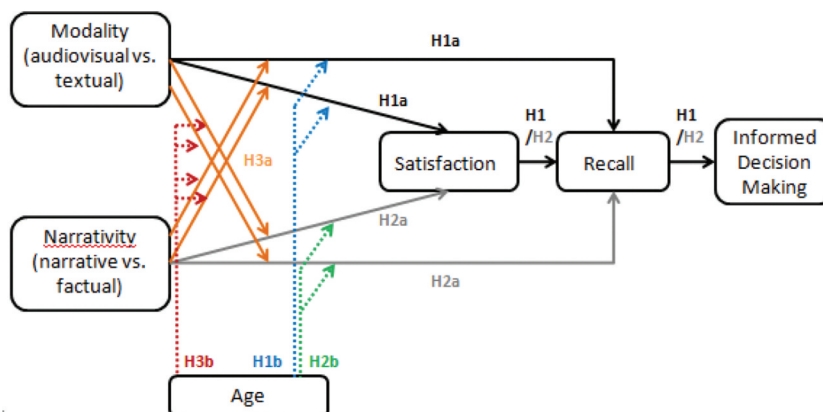 Modality
(audiovisual vs.
textual)
H1a
H1a
H1
/H2
H1
/H2
Satisfaction
Recall
Informed
Decision
Making
H3a
Narrativity
(narrative vs.
factual)
H2a
H2a
H3b
H1b
H2b
Age